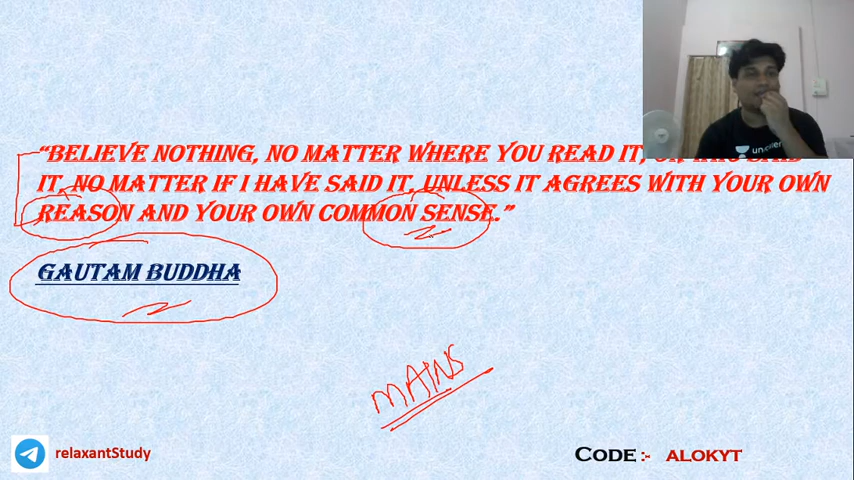 “BELIEVE NOTHING, NO MATTER WHERE YOU READ IT,
IT, NO MATTER IF I HAVE SAID IT, UNLESS IT AGREES WITH YOUR OWN
REASON AND YOUR OWN COMMON SENSE.”
GAUTAM BUDDHA
MAINS
relaxantStudy
CODE :- ALOKYT